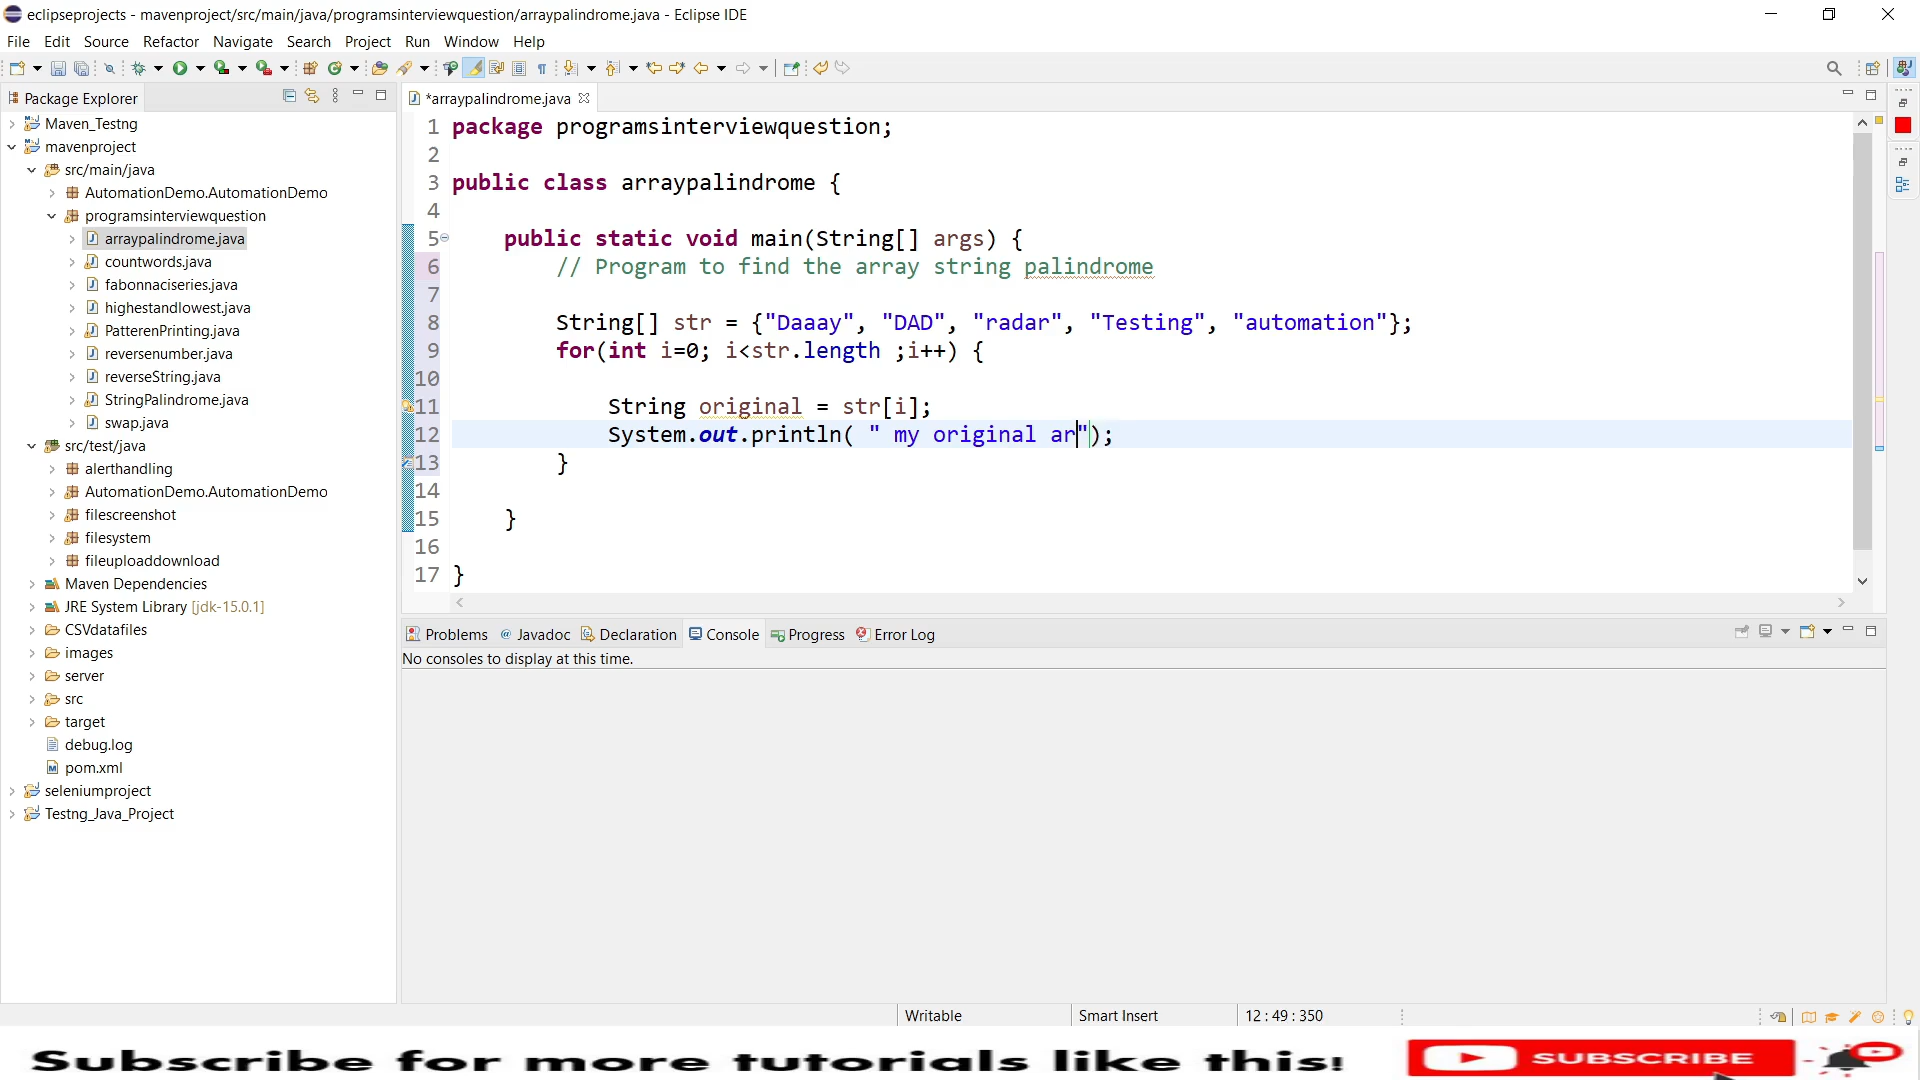 eclipseprojects - mavenproject/src/main/java/programsinterviewquestion/arraypalindrome.java - Eclipse IDE
File Edit Source Refactor Navigate Search Project Run Window Help
Package Explorer
Maven_Testng
mavenproject
src/main/java
AutomationDemo.AutomationDemo
programsinterviewquestion
arraypalindrome.java
countwords.java
fabonnaciseries.java
highestandlowest.java
PatterenPrinting.java
reversenumber.java
reverseString.java
StringPalindrome.java
swap.java
src/test/java
alerthandling
AutomationDemo.AutomationDemo
filescreenshot
filesystem
fileuploaddownload
Maven Dependencies
JRE System Library [jdk-15.0.1]
CSVdatafiles
images
server
src
target
debug.log
pom.xml
seleniumproject
Testng_Java_Project
*arraypalindrome.java
1 package programsinterviewquestion;
2
3 public class arraypalindrome {
4
5 public static void main(String[] args) {
6 // Program to find the array string palindrome
7
8 String[] str = {"Daaay", "DAD", "radar", "Testing", "automation"};
9 for(int i=0; i<str.length ;i++) {
10
11 String original = str[i];
12 System.out.println( " my original ar");
13 }
14
15 }
16
17 }
Problems Javadoc Declaration Console Progress Error Log
No consoles to display at this time.
Writable Smart Insert 12 : 49 : 350
Subscribe for more tutorials like this! SUBSCRIBE